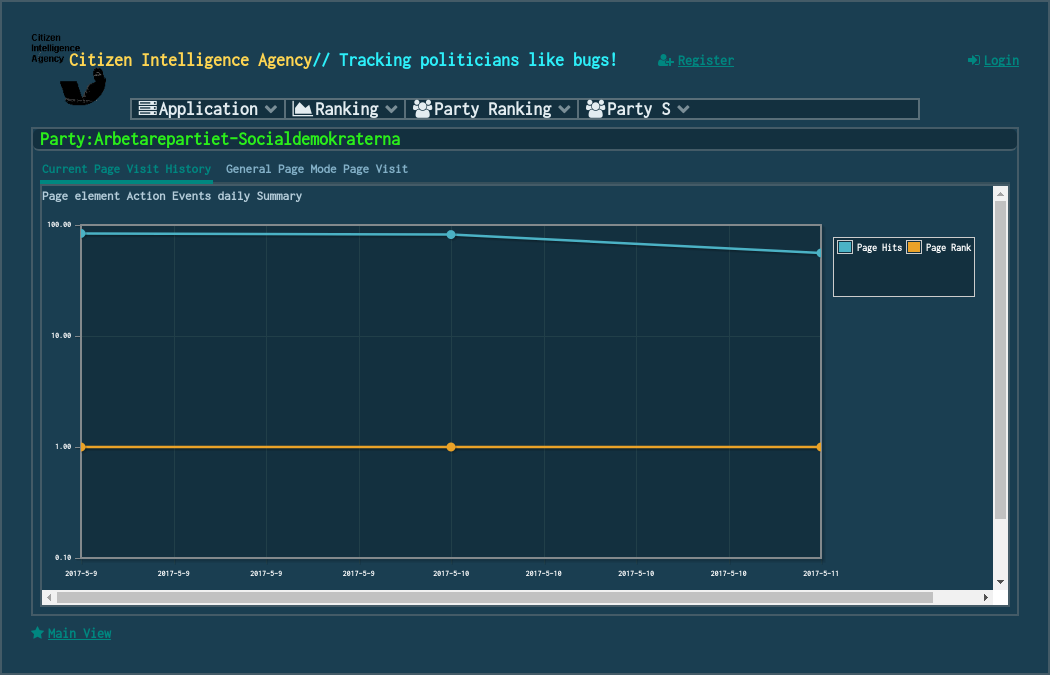 Citizen
Intelligence
Agency
Citizen Intelligence Agency// Tracking politicians like bugs!
Register
Login
Application
Ranking
Party Ranking
Party S
Party:Arbetarepartiet-Socialdemokraterna
Current Page Visit History
General Page Mode Page Visit
Page element Action Events daily Summary
100.00
10.00
1.00
0.10
2017-5-9 2017-5-9 2017-5-9 2017-5-9 2017-5-10 2017-5-10 2017-5-10 2017-5-10 2017-5-11
Page Hits Page Rank
Main View